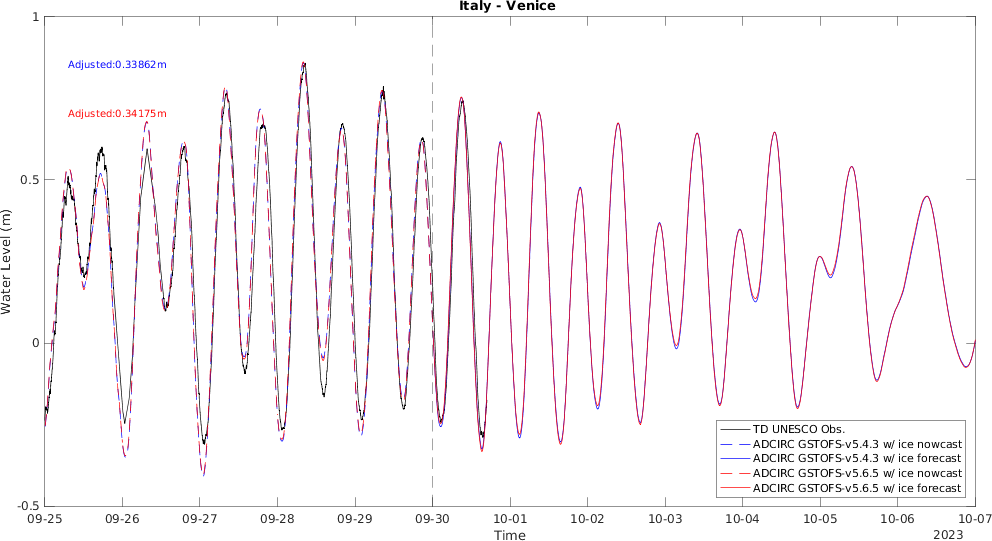 Italy - Venice
1
0.5
0
-0.5
Water Level (m)
Adjusted:0.33862m
Adjusted:0.34175m
TD UNESCO Obs.
ADCIRC GSTOFS-v5.4.3 w/ ice nowcast
ADCIRC GSTOFS-v5.4.3 w/ ice forecast
ADCIRC GSTOFS-v5.6.5 w/ ice nowcast
ADCIRC GSTOFS-v5.6.5 w/ ice forecast
09-25 09-26 09-27 09-28 09-29 09-30 10-01 10-02 10-03 10-04 10-05 10-06 10-07
Time
2023